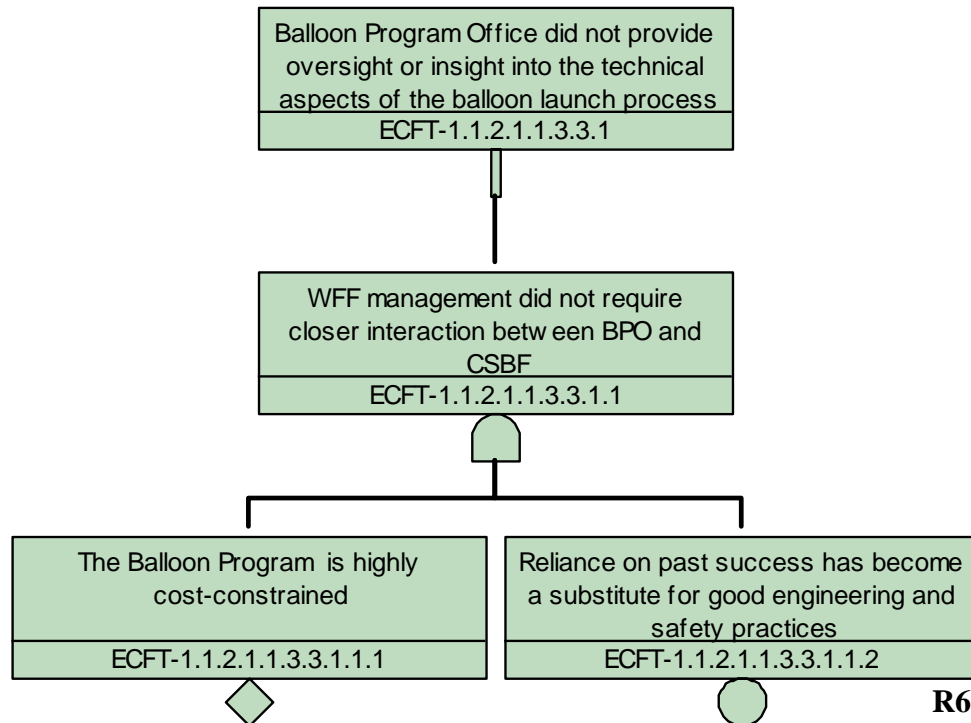 Balloon Program Office did not provide
oversight or insight into the technical
aspects of the balloon launch process
ECFT-1.1.2.1.1.3.3.1
WFF management did not require
closer interaction between BPO and
CSBF
ECFT-1.1.2.1.1.3.3.1.1
The Balloon Program is highly
cost-constrained
ECFT-1.1.2.1.1.3.3.1.1.1
Reliance on past success has become
a substitute for good engineering and
safety practices
ECFT-1.1.2.1.1.3.3.1.1.2
R6